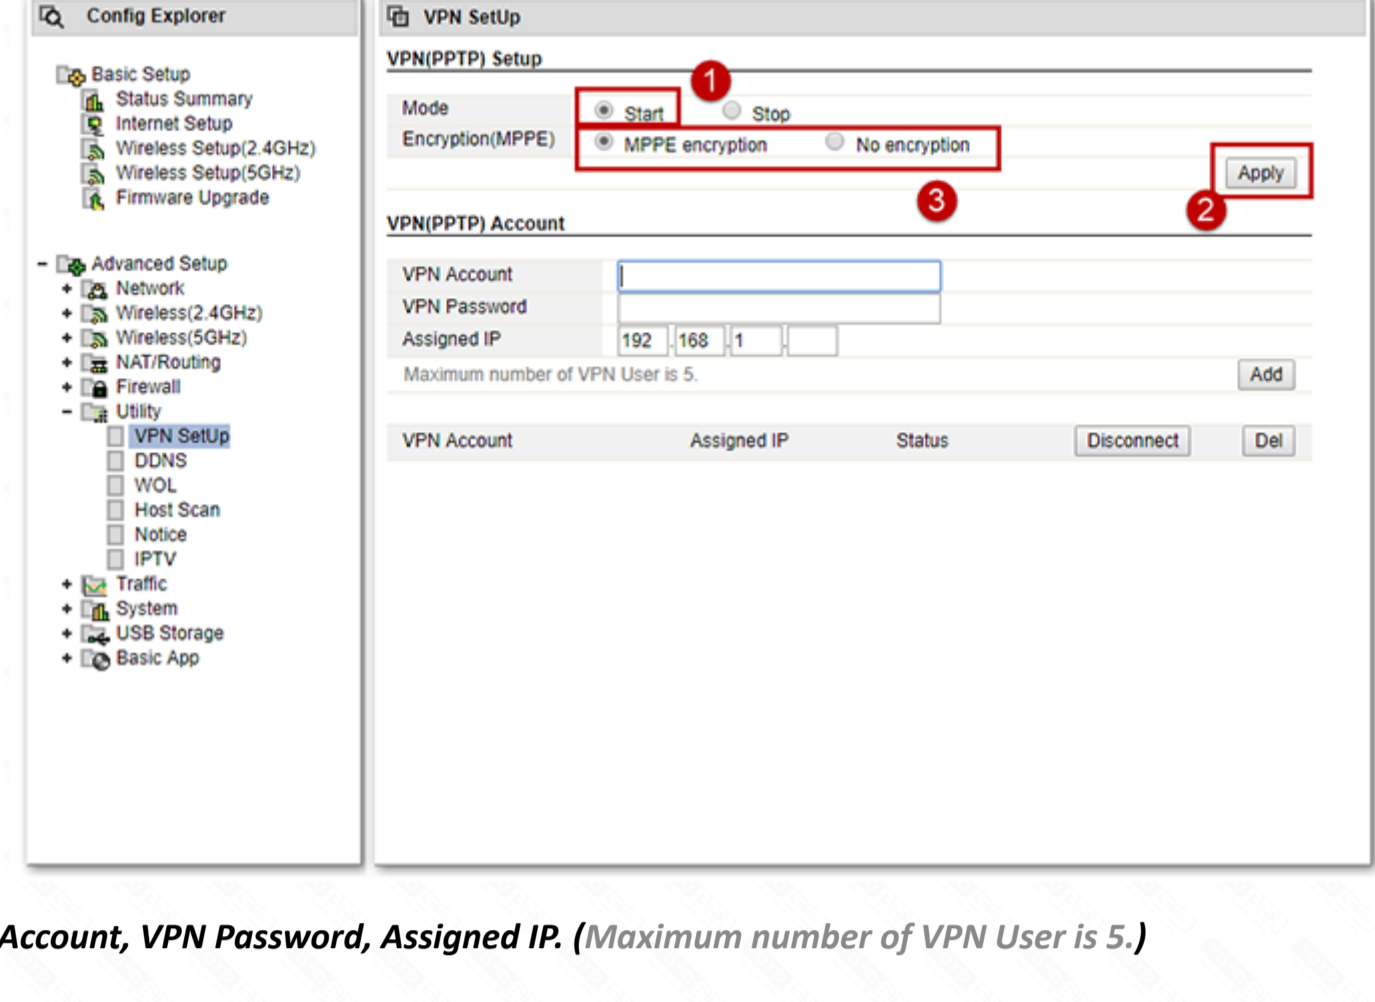 Config Explorer
Basic Setup
Status Summary
Internet Setup
Wireless Setup(2.4GHz)
Wireless Setup(5GHz)
Firmware Upgrade
Advanced Setup
Network
Wireless(2.4GHz)
Wireless(5GHz)
NAT/Routing
Firewall
Utility
VPN SetUp
DDNS
WOL
Host Scan
Notice
IPTV
Traffic
System
USB Storage
Basic App
VPN SetUp
VPN(PPTP) Setup
1
Mode Start Stop
Encryption(MPPE) MPPE encryption No encryption
Apply
3 2
VPN(PPTP) Account
VPN Account
VPN Password
Assigned IP 192 . 168 . 1 .
Maximum number of VPN User is 5. Add
VPN Account Assigned IP Status Disconnect Del
Account, VPN Password, Assigned IP. (Maximum number of VPN User is 5.)